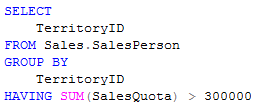 SELECT
    TerritoryID
FROM Sales.SalesPerson
GROUP BY
    TerritoryID
HAVING SUM(SalesQuota) > 300000